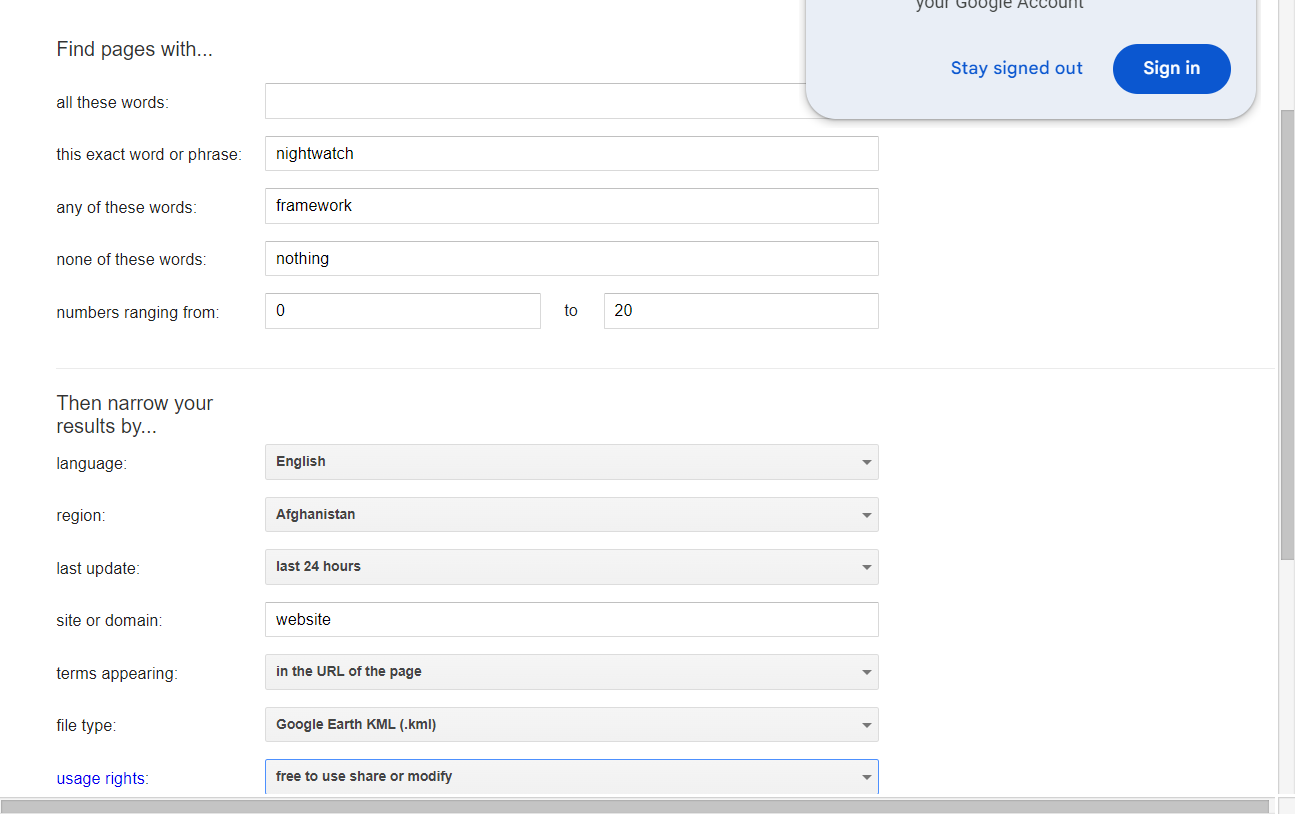 your Google Account
Stay signed out
Sign in
Find pages with...
all these words:
this exact word or phrase:
nightwatch
any of these words:
framework
none of these words:
nothing
numbers ranging from:
0
to
20
Then narrow your
results by...
language:
English
region:
Afghanistan
last update:
last 24 hours
site or domain:
website
terms appearing:
in the URL of the page
file type:
Google Earth KML (.kml)
usage rights:
free to use share or modify